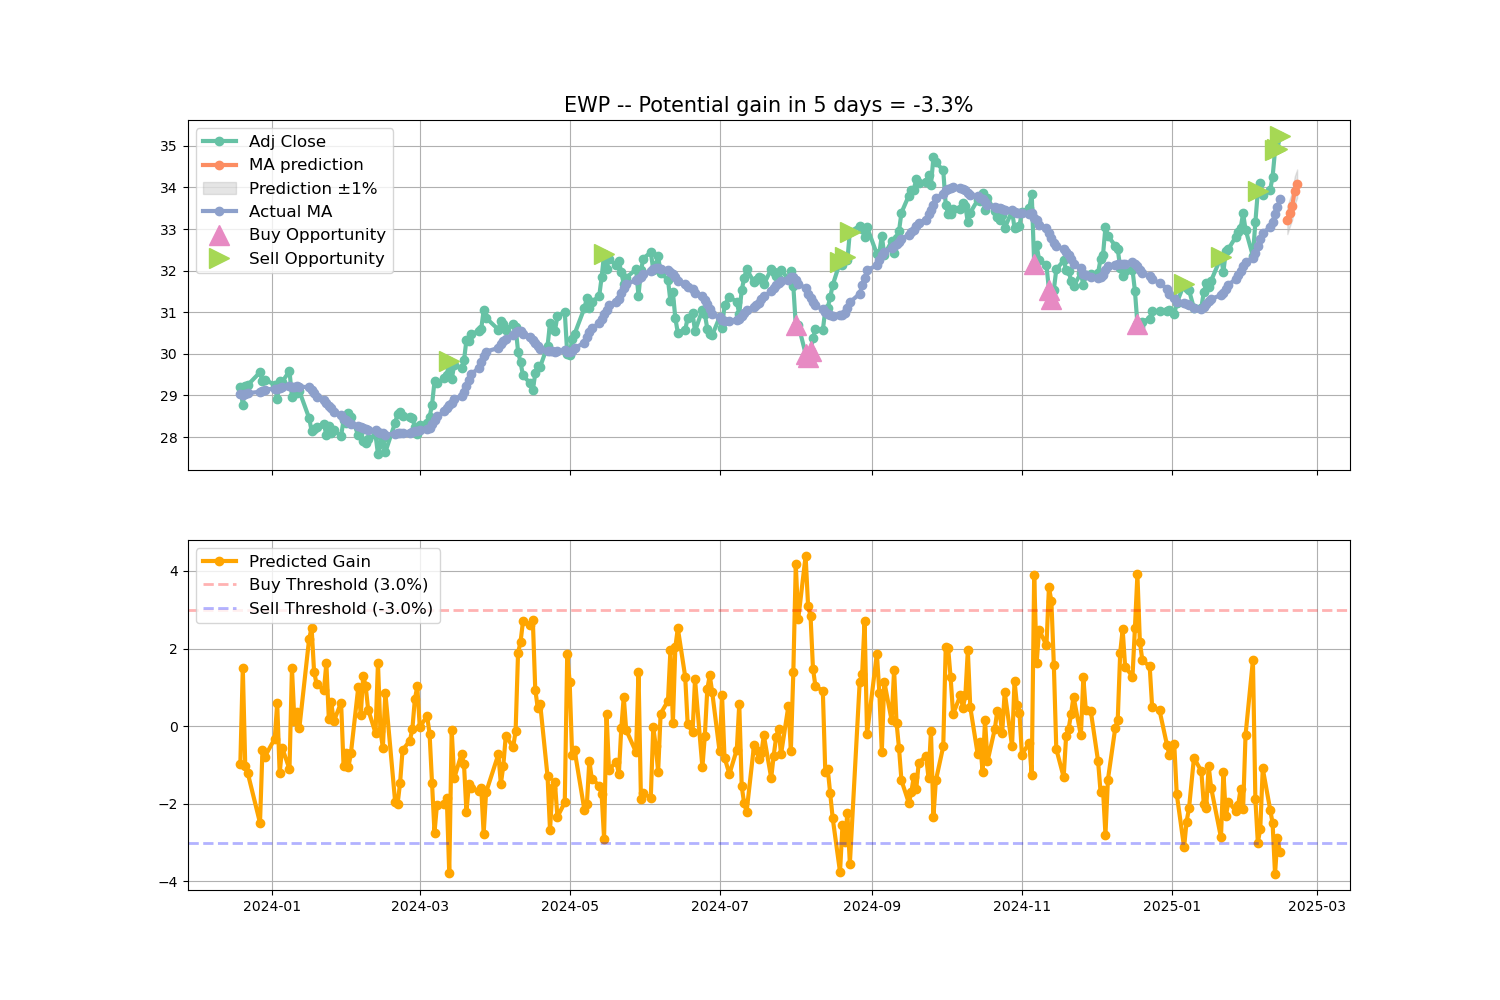 EWP -- Potential gain in 5 days = -3.3%
Adj Close
MA prediction
Prediction ±1%
Actual MA
Buy Opportunity
Sell Opportunity
35
34
33
32
31
30
29
28
Predicted Gain
Buy Threshold (3.0%)
Sell Threshold (-3.0%)
4
2
0
−2
−4
2024-01
2024-03
2024-05
2024-07
2024-09
2024-11
2025-01
2025-03